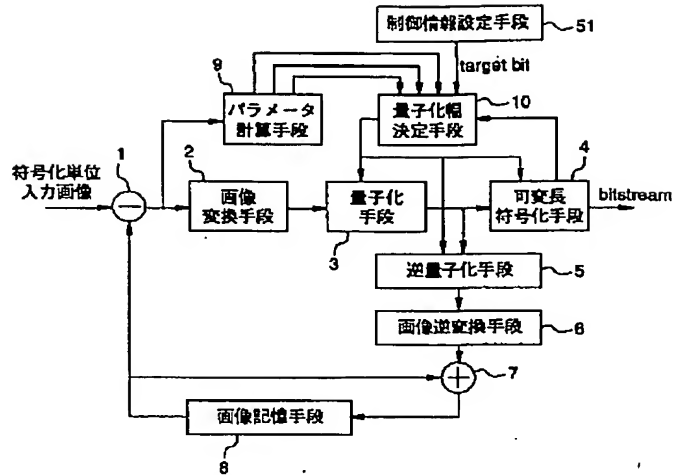 制御情報設定手段
51
target bit
9
パラメータ
計算手段
量子化幅
決定手段
10
符号化単位
入力画像
1
2
画像
変換手段
量子化
手段
3
4
可変長
符号化手段
bitstream
逆量子化手段
5
画像逆変換手段
6
7
画像記憶手段
8